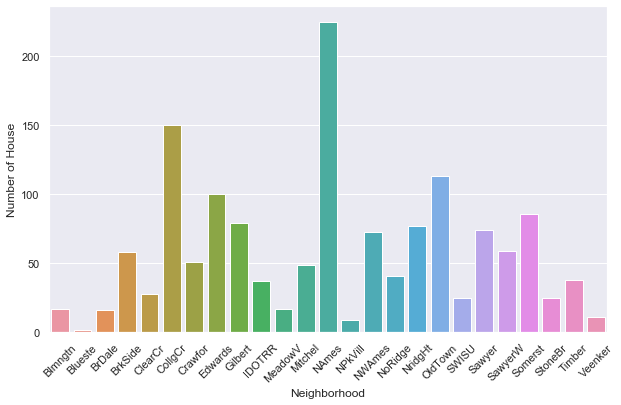 Number of House
200
150
100
50
0
Blmngtn
Blueste
BrDale
BrkSide
ClearCr
CollgCr
Crawfor
Edwards
Gilbert
IDOTRR
MeadowV
Mitchel
NAmes
NPkVill
NWAmes
NoRidge
NridgHt
OldTown
SWISU
Sawyer
SawyerW
Somerst
StoneBr
Timber
Veenker
Neighborhood